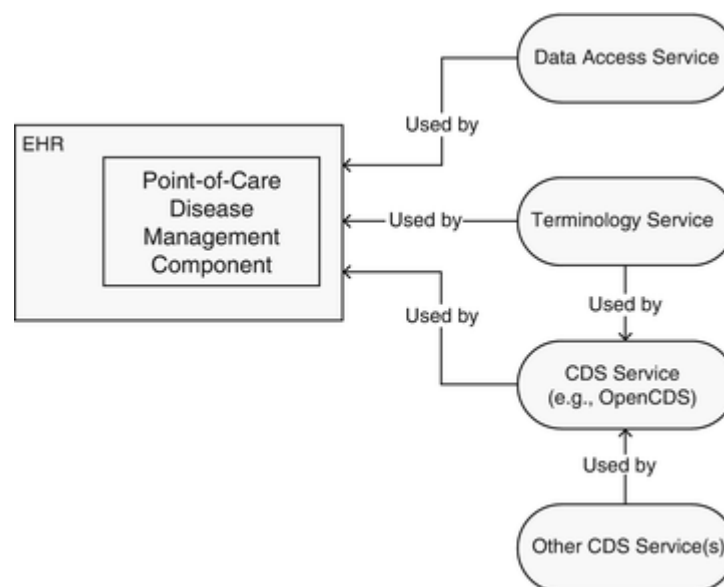 Data Access Service
Used by
EHR
Point-of-Care
Disease
Management
Component
Used by
Terminology Service
Used by
Used by
CDS Service
(e.g., OpenCDS)
Used by
Other CDS Service(s)